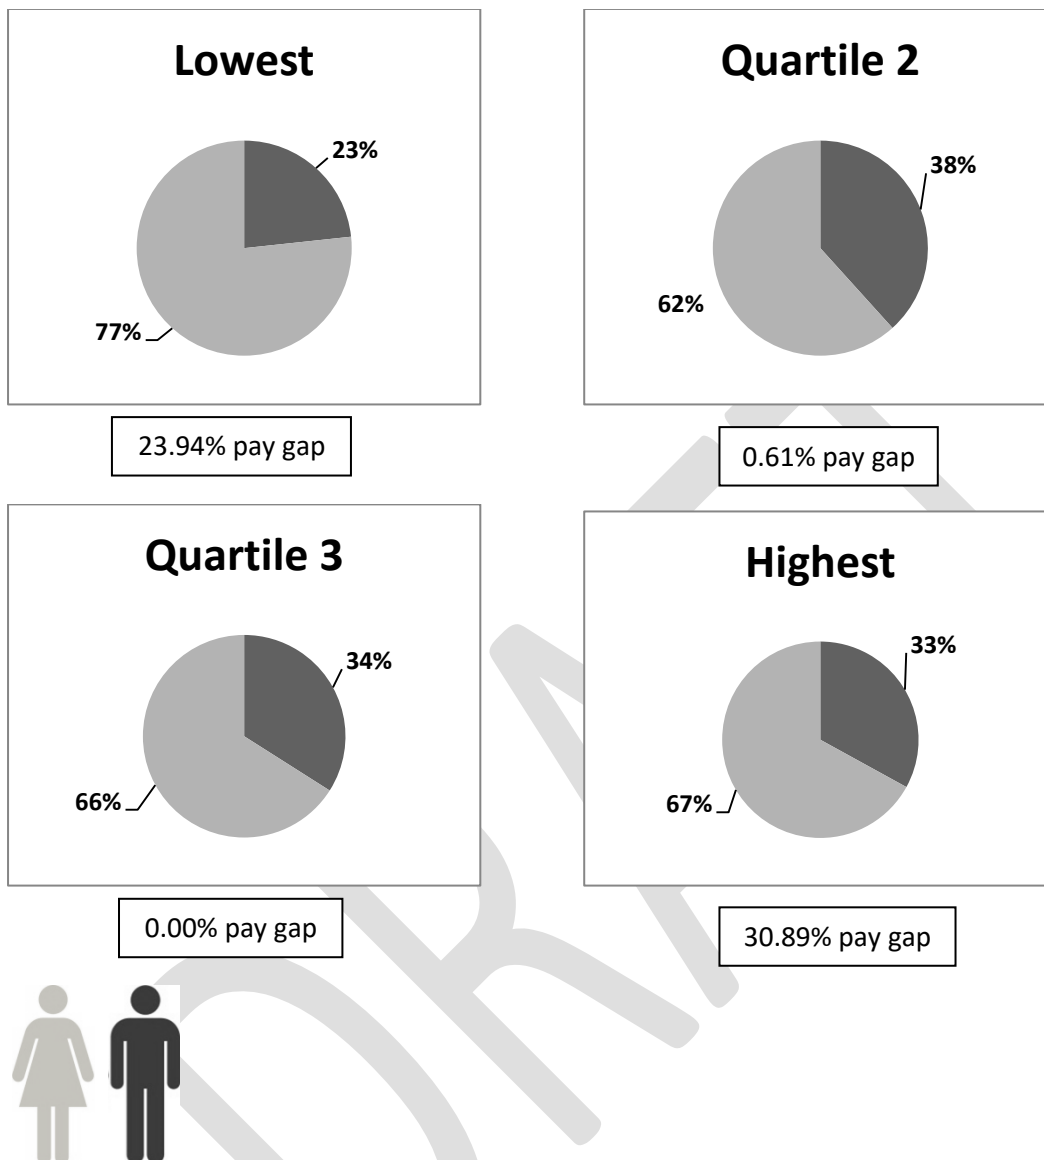 Lowest
23%
77%
23.94% pay gap
Quartile 2
38%
62%
0.61% pay gap
Quartile 3
34%
66%
0.00% pay gap
Highest
33%
67%
30.89% pay gap
DRAFT